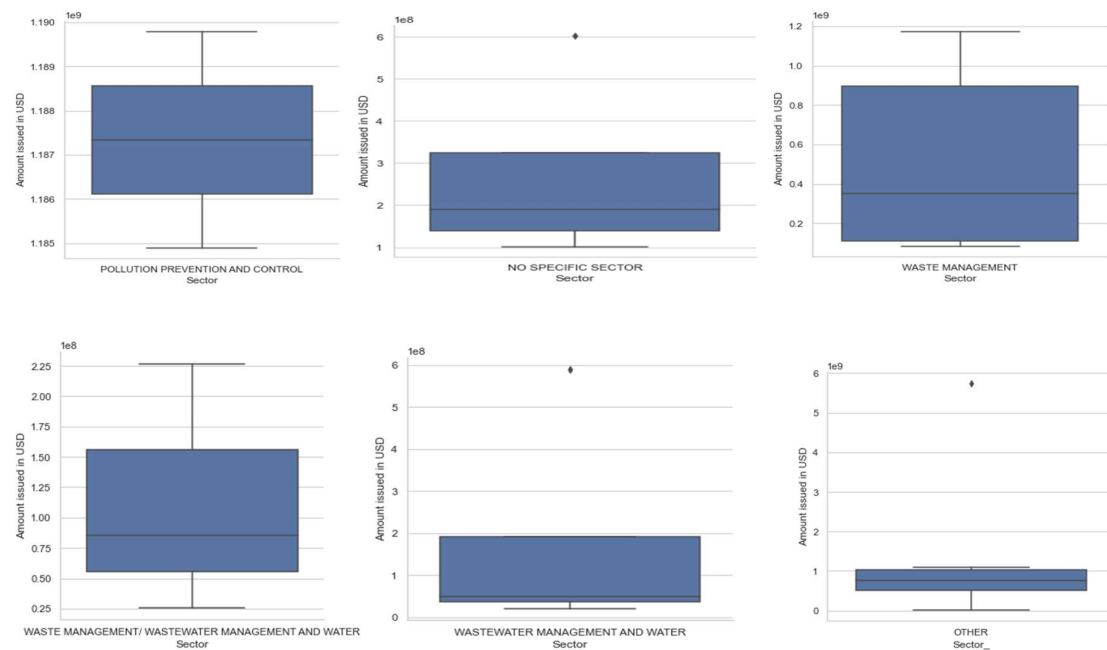 1e9
1.190
1.189
1.188
1.187
1.186
1.185
Amount issued in USD
POLLUTION PREVENTION AND CONTROL
Sector
1e8
6
5
4
3
2
1
Amount issued in USD
NO SPECIFIC SECTOR
Sector
1e9
1.2
1.0
0.8
0.6
0.4
0.2
Amount issued in USD
WASTE MANAGEMENT
Sector
1e8
2.25
2.00
1.75
1.50
1.25
1.00
0.75
0.50
0.25
Amount issued in USD
WASTE MANAGEMENT/ WASTEWATER MANAGEMENT AND WATER
Sector
1e8
6
5
4
3
2
1
0
Amount issued in USD
WASTEWATER MANAGEMENT AND WATER
Sector
1e9
6
5
4
3
2
1
0
Amount issued in USD
OTHER
Sector_